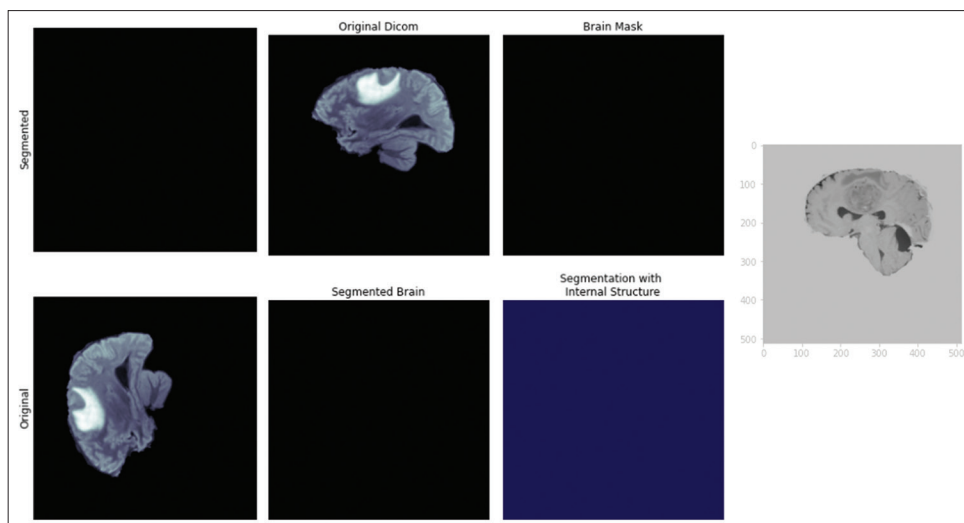 Original Dicom
Brain Mask
Segmented
0
100
200
300
400
500
0
100
200
300
400
500
Segmented Brain
Segmentation with
Internal Structure
Original